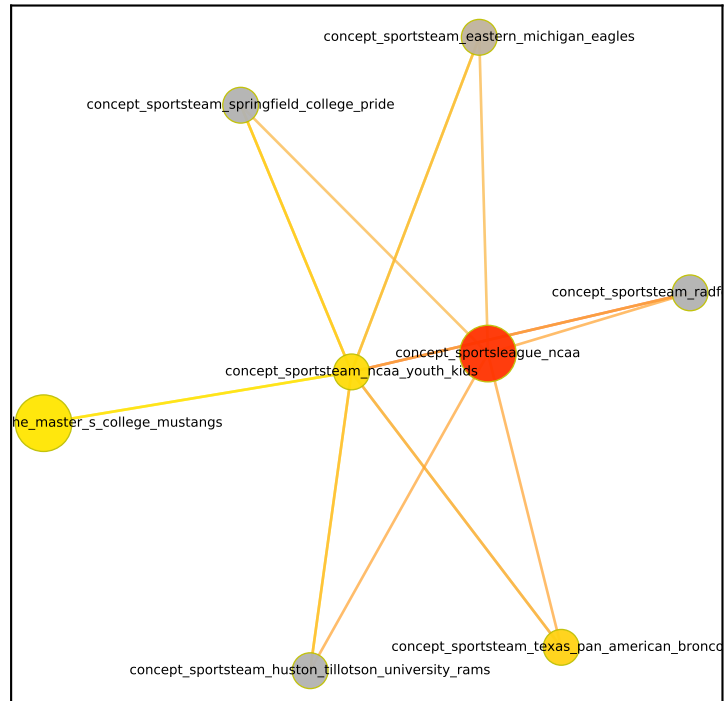 concept_sportsteam_eastern_michigan_eagles
concept_sportsteam_springfield_college_pride
concept_sportsteam_radf
concept_sportsleague_ncaa
concept_sportsteam_ncaa_youth_kids
he_master_s_college_mustangs
concept_sportsteam_texas_pan_american_bronco
concept_sportsteam_huston_tillotson_university_rams